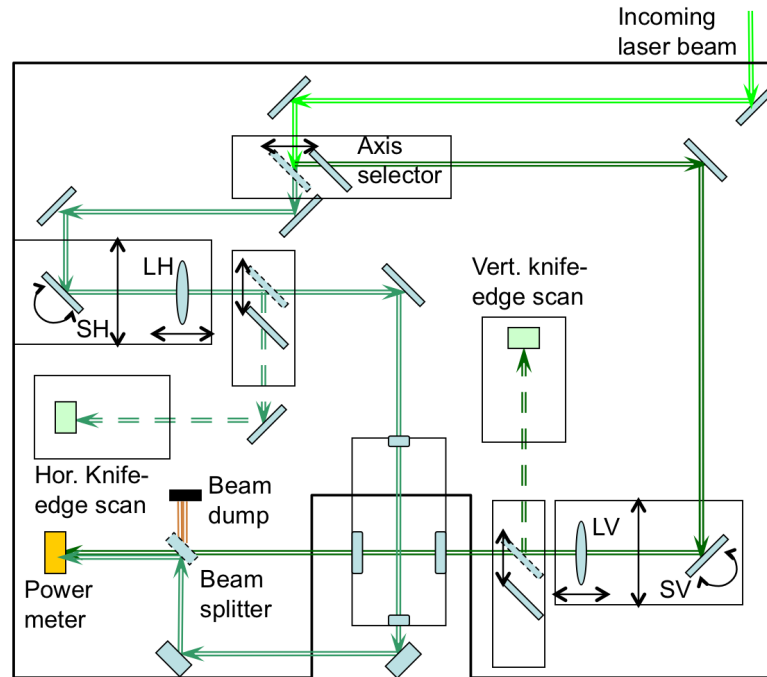 Incoming
laser beam
Axis
selector
LH
SH
Vert. knife-
edge scan
Hor. Knife-
edge scan
Beam
dump
LV
SV
Power
meter
Beam
splitter